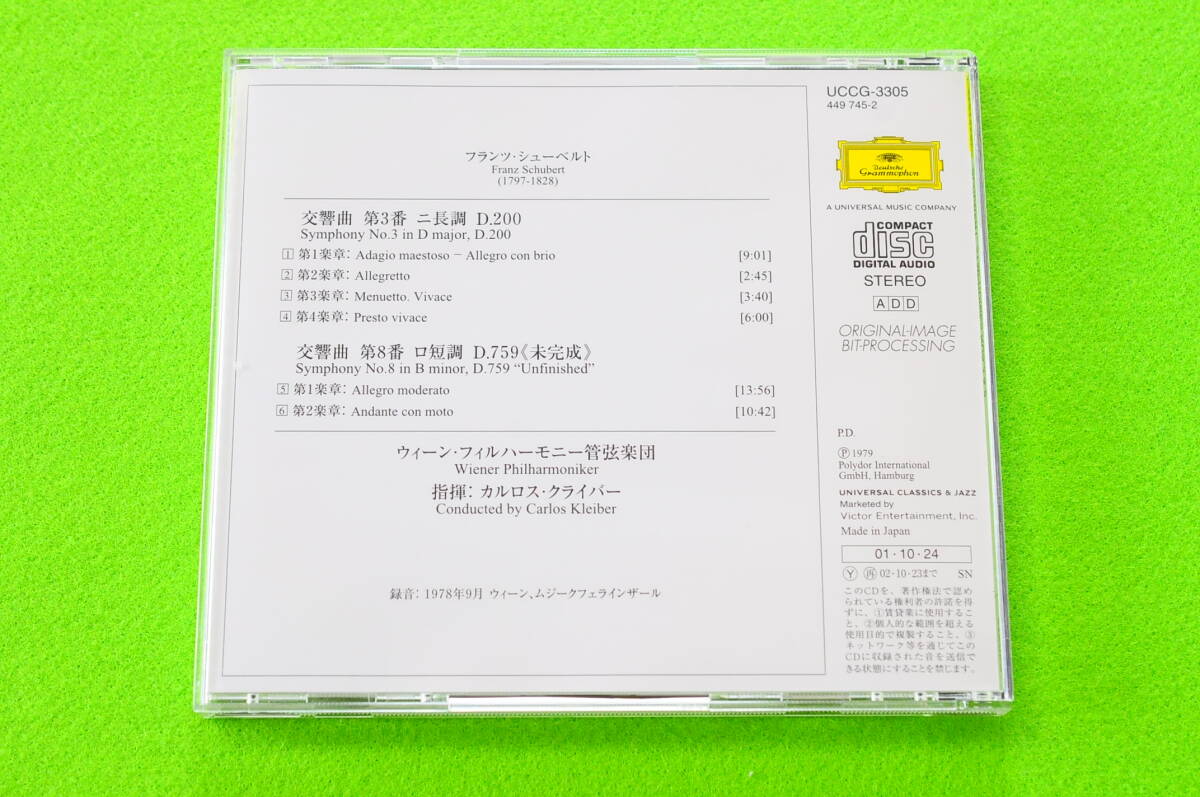 フランツ・シューベルト
Franz Schubert
(1797-1828)
交響曲 第3番 ニ長調 D.200
Symphony No.3 in D major, D.200
1 第1楽章: Adagio maestoso – Allegro con brio [9:01]
2 第2楽章: Allegretto [2:45]
3 第3楽章: Menuetto. Vivace [3:40]
4 第4楽章: Presto vivace [6:00]
交響曲 第8番 ロ短調 D.759《未完成》
Symphony No.8 in B minor, D.759 “Unfinished”
5 第1楽章: Allegro moderato [13:56]
6 第2楽章: Andante con moto [10:42]
ウィーン・フィルハーモニー管弦楽団
Wiener Philharmoniker
指揮: カルロス・クライバー
Conducted by Carlos Kleiber
録音: 1978年9月 ウィーン、ムジークフェラインザール
UCCG-3305
449 745-2
Deutsche
Grammophon
A UNIVERSAL MUSIC COMPANY
COMPACT
disc
DIGITAL AUDIO
STEREO
ADD
ORIGINAL-IMAGE
BIT-PROCESSING
P.D.
Ⓟ 1979
Polydor International
GmbH, Hamburg
UNIVERSAL CLASSICS & JAZZ
Marketed by
Victor Entertainment, Inc.
Made in Japan
01・10・24
Ⓨ 再 02・10・23まで SN
このCDを、著作権法で認め
られている権利者の許諾を得
ずに、①賃貸業に使用するこ
と、②個人的な範囲を超える
使用目的で複製すること、③
ネットワーク等を通じてこの
CDに収録された音を送信で
きる状態にすることを禁じます。